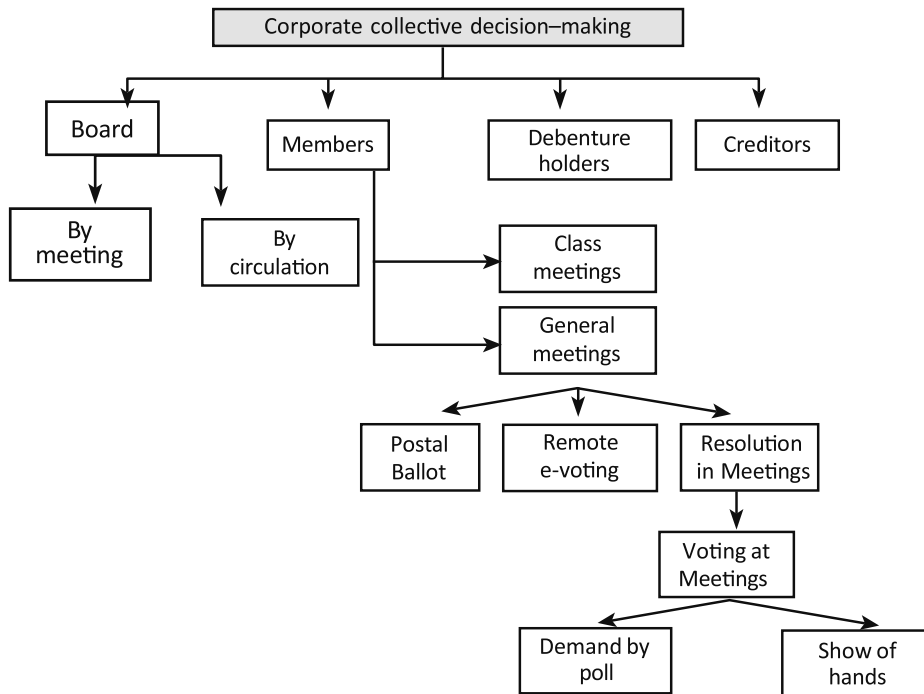 Corporate collective decision–making
Board
Members
Debenture
holders
Creditors
By
meeting
By
circulation
Class
meetings
General
meetings
Postal
Ballot
Remote
e-voting
Resolution
in Meetings
Voting at
Meetings
Demand by
poll
Show of
hands